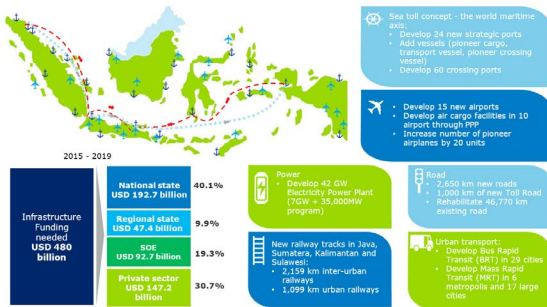 Sea toll concept - the world maritime
axis:
• Develop 24 new strategic ports
• Add vessels (pioneer cargo,
transport vessel, pioneer crossing
vessel)
• Develop 60 crossing ports
• Develop 15 new airports
• Develop air cargo facilities in 10
airport through PPP
• Increase number of pioneer
airplanes by 20 units
2015 - 2019
Infrastructure
Funding
needed
USD 480
billion
National state
USD 192.7 billion
40.1%
Regional state
USD 47.4 billion
9.9%
SOE
USD 92.7 billion
19.3%
Private sector
USD 147.2
billion
30.7%
Power
• Develop 42 GW
Electricity Power Plant
(7GW + 35,000MW
program)
Road
• 2,650 km new roads
• 1,000 km of new Toll Road
• Rehabilitate 46,770 km
existing road
New railway tracks in Java,
Sumatera, Kalimantan and
Sulawesi:
• 2,159 km inter-urban
railways
• 1,099 km urban railways
Urban transport:
• Develop Bus Rapid
Transit (BRT) in 29 cities
• Develop Mass Rapid
Transit (MRT) in 6
metropolis and 17 large
cities